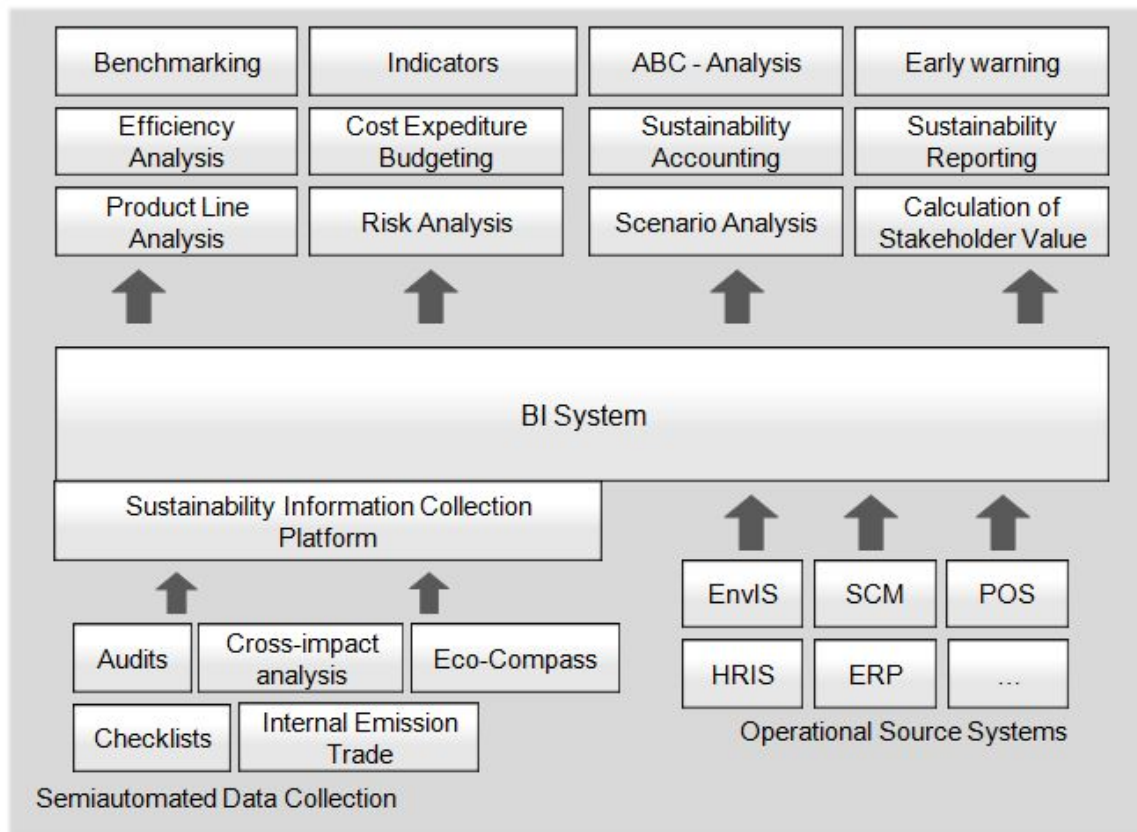 Benchmarking
Indicators
ABC - Analysis
Early warning
Efficiency
Analysis
Cost Expediture
Budgeting
Sustainability
Accounting
Sustainability
Reporting
Product Line
Analysis
Risk Analysis
Scenario Analysis
Calculation of
Stakeholder Value
BI System
Sustainability Information Collection
Platform
EnvIS
SCM
POS
Audits
Cross-impact
analysis
Eco-Compass
HRIS
ERP
...
Checklists
Internal Emission
Trade
Operational Source Systems
Semiautomated Data Collection